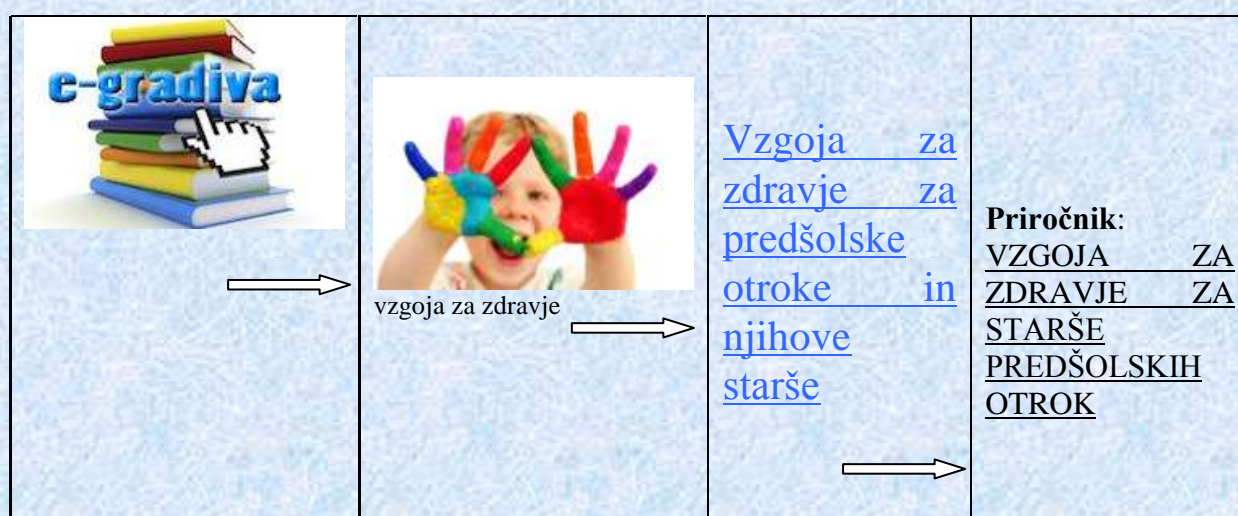 e-gradiva
vzgoja za zdravje
Vzgoja za
zdravje za
predšolske
otroke in
njihove
starše
Priročnik:
VZGOJA ZA
ZDRAVJE ZA
STARŠE
PREDŠOLSKIH
OTROK